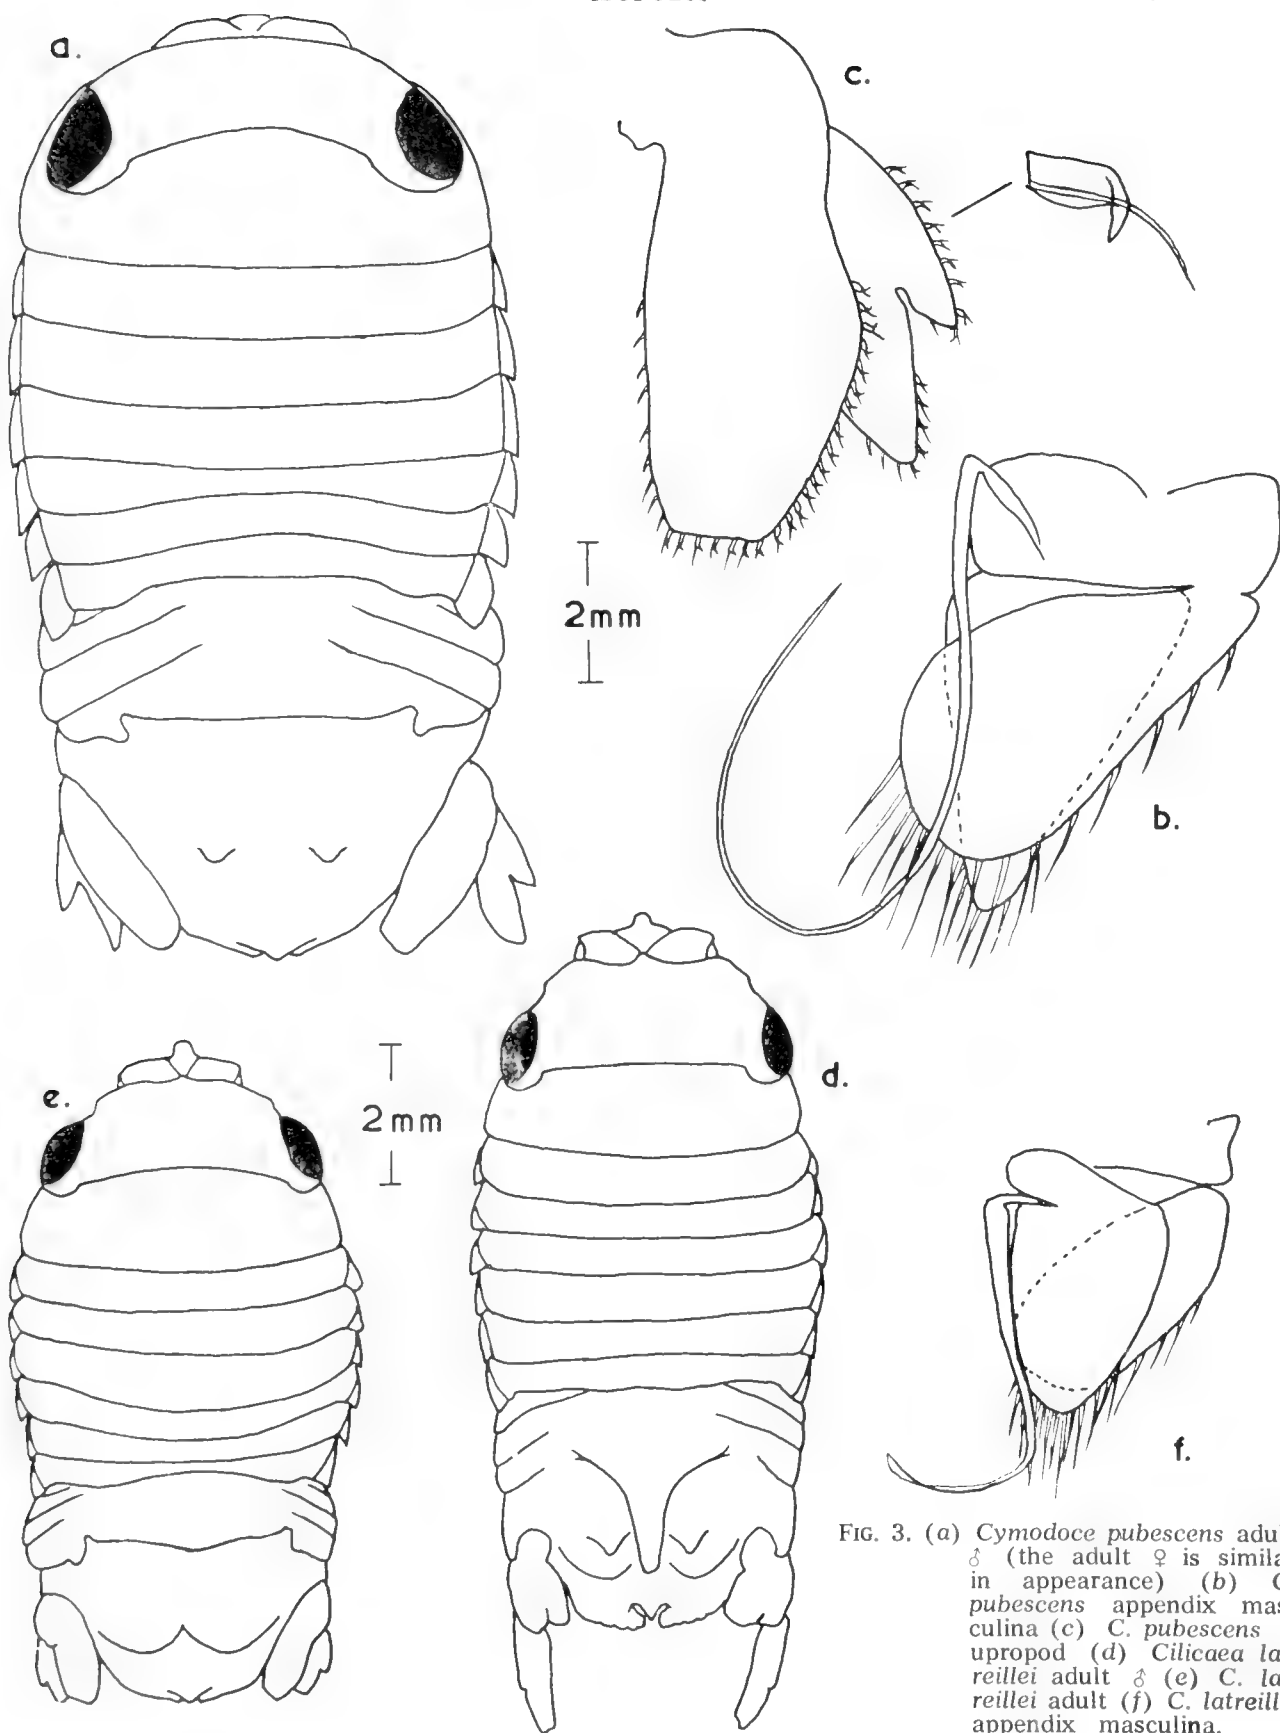 a.
c.
2mm
b.
d.
e.
2mm
f.
FIG. 3. (a) Cymodoce pubescens adul
♂ (the adult ♀ is simila
in appearance) (b) C
pubescens appendix mas
culina (c) C. pubescens
uropod (d) Cilicaea la
reillei adult ♂ (e) C. la
reillei adult (f) C. latreill
appendix masculina.